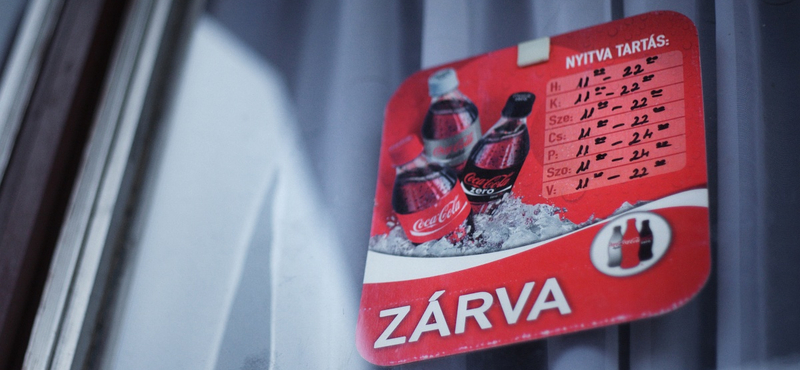 NYITVA TARTÁS:
H: 11⁰⁰ - 22⁰⁰
K: 11⁰⁰ - 22⁰⁰
Sze: 11⁰⁰ - 22⁰⁰
Cs: 11⁰⁰ - 22⁰⁰
P: 11⁰⁰ - 24⁰⁰
Szo: 11⁰⁰ - 24⁰⁰
V: 11⁰⁰ - 22⁰⁰
Coca-Cola
zero
Coca-Cola
ZÁRVA